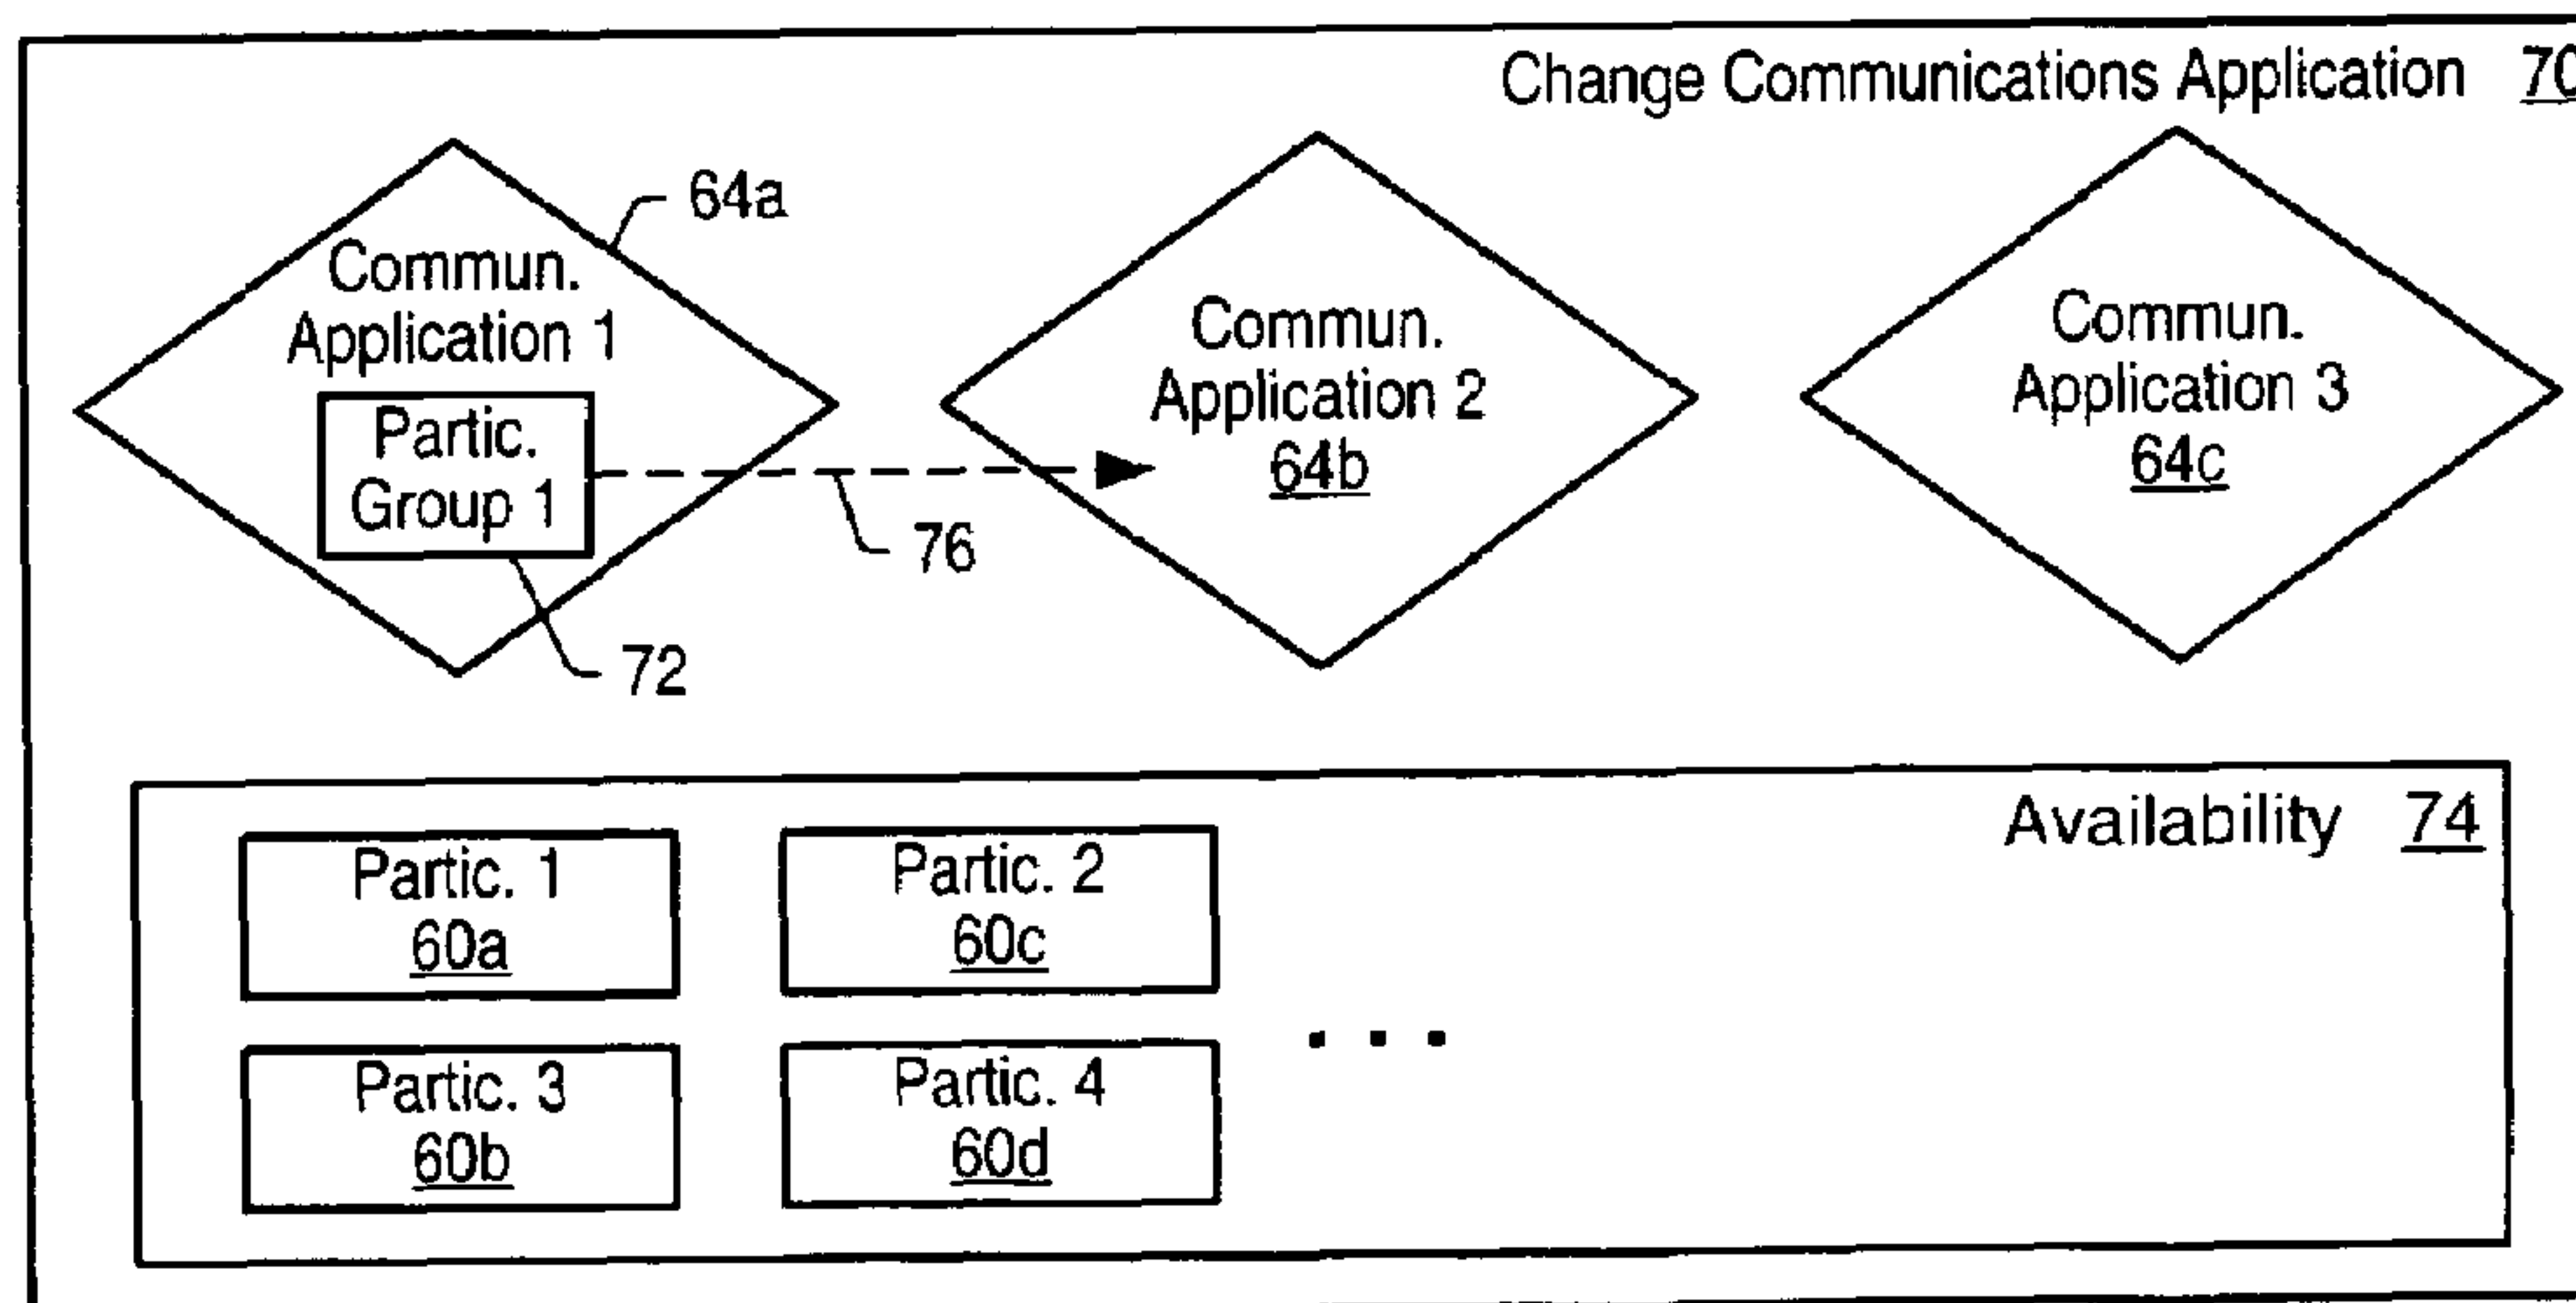 Change Communications Application 70
64a
Commun.
Application 1
Partic.
Group 1
72
76
Commun.
Application 2
64b
Commun.
Application 3
64c
Availability 74
Partic. 1
60a
Partic. 2
60c
Partic. 3
60b
Partic. 4
60d
. . .